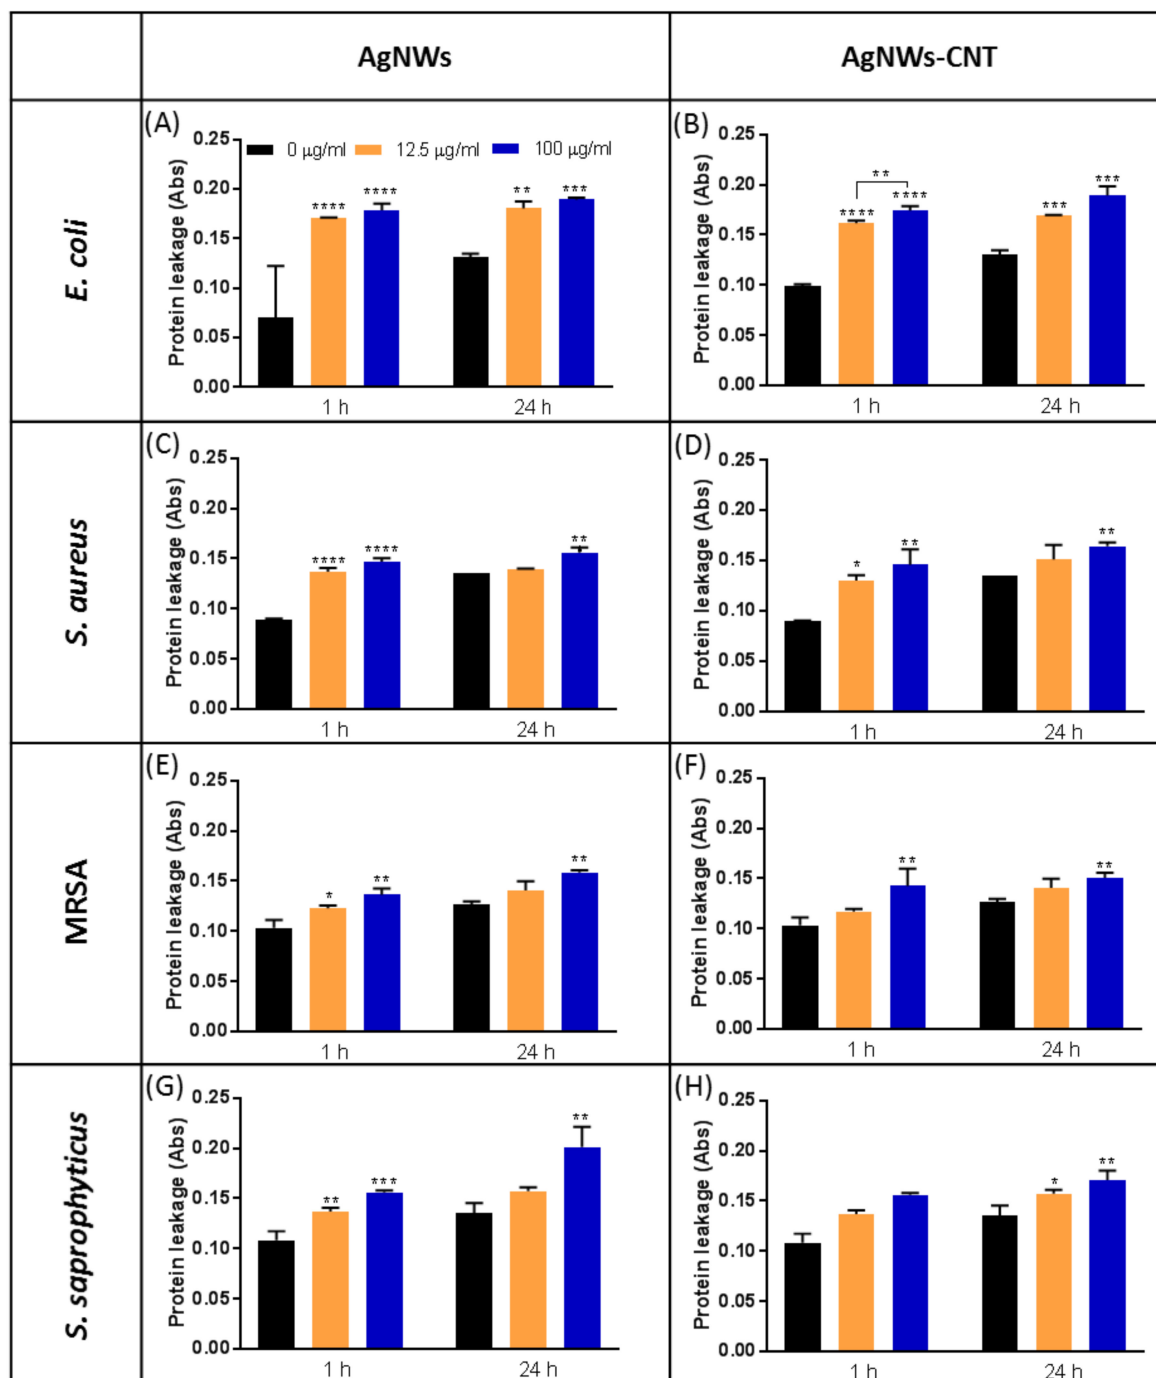 AgNWs
AgNWs-CNT
E. coli
(A)
Protein leakage (Abs)
0.25
0.20
0.15
0.10
0.05
0.00
0 μg/ml
12.5 μg/ml
100 μg/ml
****
****
**
***
1 h
24 h
(B)
Protein leakage (Abs)
0.25
0.20
0.15
0.10
0.05
0.00
**
****
****
***
***
1 h
24 h
S. aureus
(C)
Protein leakage (Abs)
0.25
0.20
0.15
0.10
0.05
0.00
****
****
**
1 h
24 h
(D)
Protein leakage (Abs)
0.25
0.20
0.15
0.10
0.05
0.00
*
**
**
1 h
24 h
MRSA
(E)
Protein leakage (Abs)
0.25
0.20
0.15
0.10
0.05
0.00
*
**
**
1 h
24 h
(F)
Protein leakage (Abs)
0.25
0.20
0.15
0.10
0.05
0.00
**
**
1 h
24 h
S. saprophyticus
(G)
Protein leakage (Abs)
0.25
0.20
0.15
0.10
0.05
0.00
**
***
**
1 h
24 h
(H)
Protein leakage (Abs)
0.25
0.20
0.15
0.10
0.05
0.00
*
**
1 h
24 h